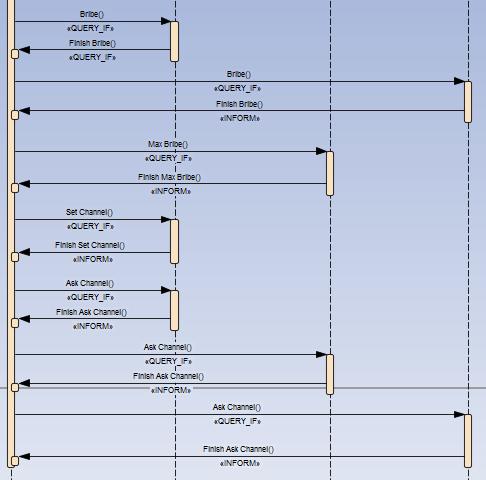 Bribe()
«QUERY_IF»
Finish Bribe()
«QUERY_IF»
Bribe()
«QUERY_IF»
Finish Bribe()
«INFORM»
Max Bribe()
«QUERY_IF»
Finish Max Bribe()
«INFORM»
Set Channel()
«QUERY_IF»
Finish Set Channel()
«INFORM»
Ask Channel()
«QUERY_IF»
Finish Ask Channel()
«INFORM»
Ask Channel()
«QUERY_IF»
Finish Ask Channel()
«INFORM»
Ask Channel()
«QUERY_IF»
Finish Ask Channel()
«INFORM»